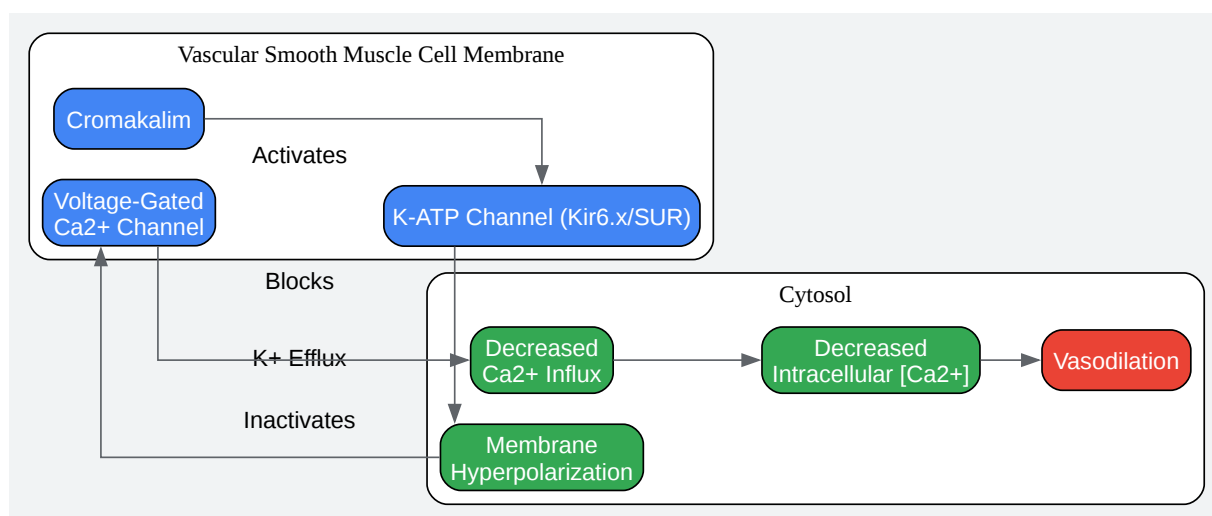 Vascular Smooth Muscle Cell Membrane
Cromakalim
Activates
Voltage-Gated
Ca2+ Channel
K-ATP Channel (Kir6.x/SUR)
Blocks
Cytosol
K+ Efflux
Decreased
Ca2+ Influx
Decreased
Intracellular [Ca2+]
Vasodilation
Inactivates
Membrane
Hyperpolarization